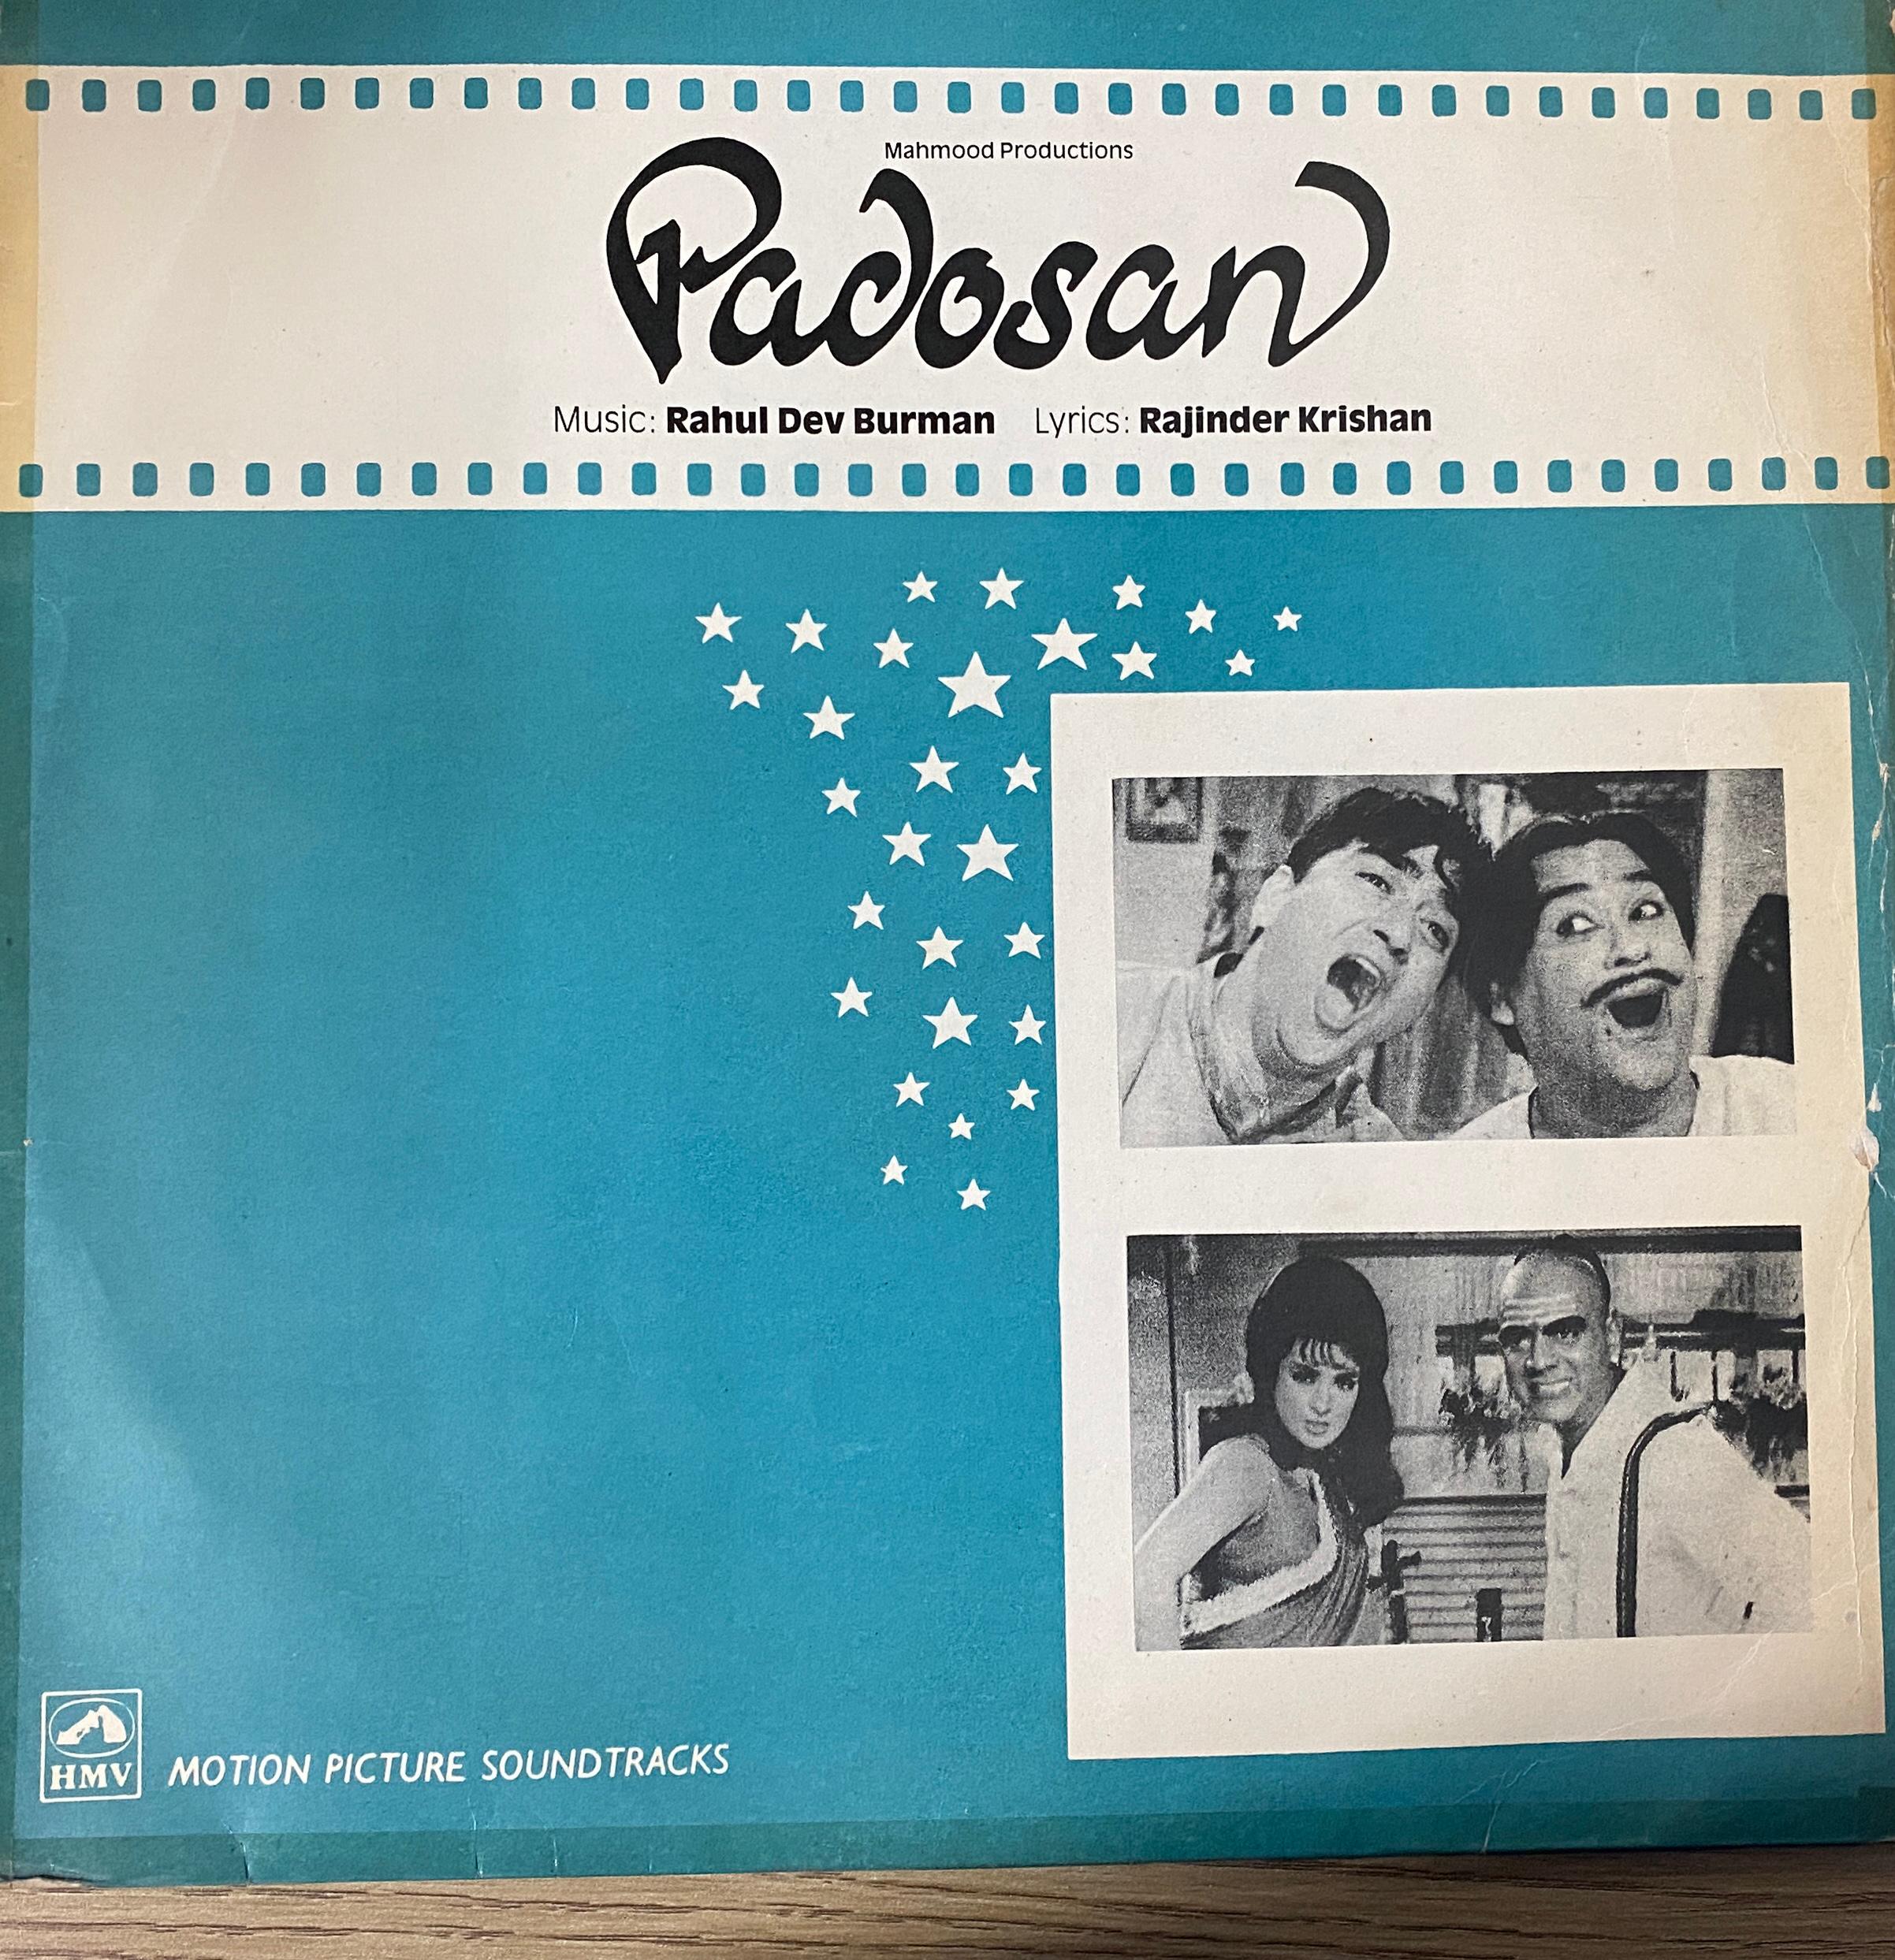 Mahmood Productions
Padosan
Music: Rahul Dev Burman Lyrics: Rajinder Krishan
HMV
MOTION PICTURE SOUNDTRACKS